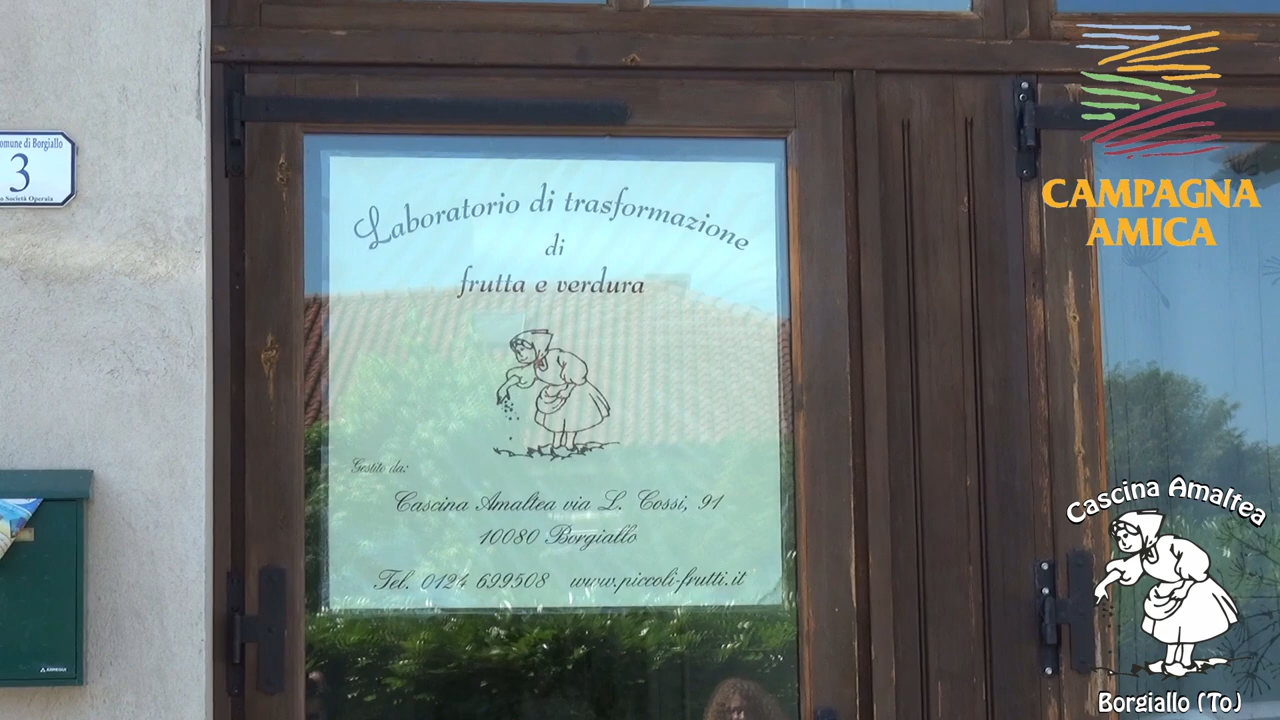 omune di Borgiallo
3
o Società Operaia
Laboratorio di trasformazione
di
frutta e verdura
Gestito da:
Cascina Amaltea via L. Cossi, 91
10080 Borgiallo
Tel. 0124 699508 www.piccoli-frutti.it
CAMPAGNA
AMICA
Cascina Amaltea
Borgiallo (To)